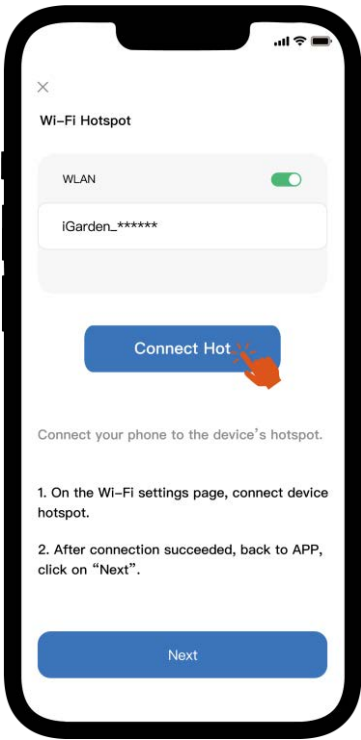 Wi-Fi Hotspot
WLAN
iGarden_******
Connect Hot
Connect your phone to the device's hotspot.
1. On the Wi-Fi settings page, connect device
hotspot.
2. After connection succeeded, back to APP,
click on “Next”.
Next